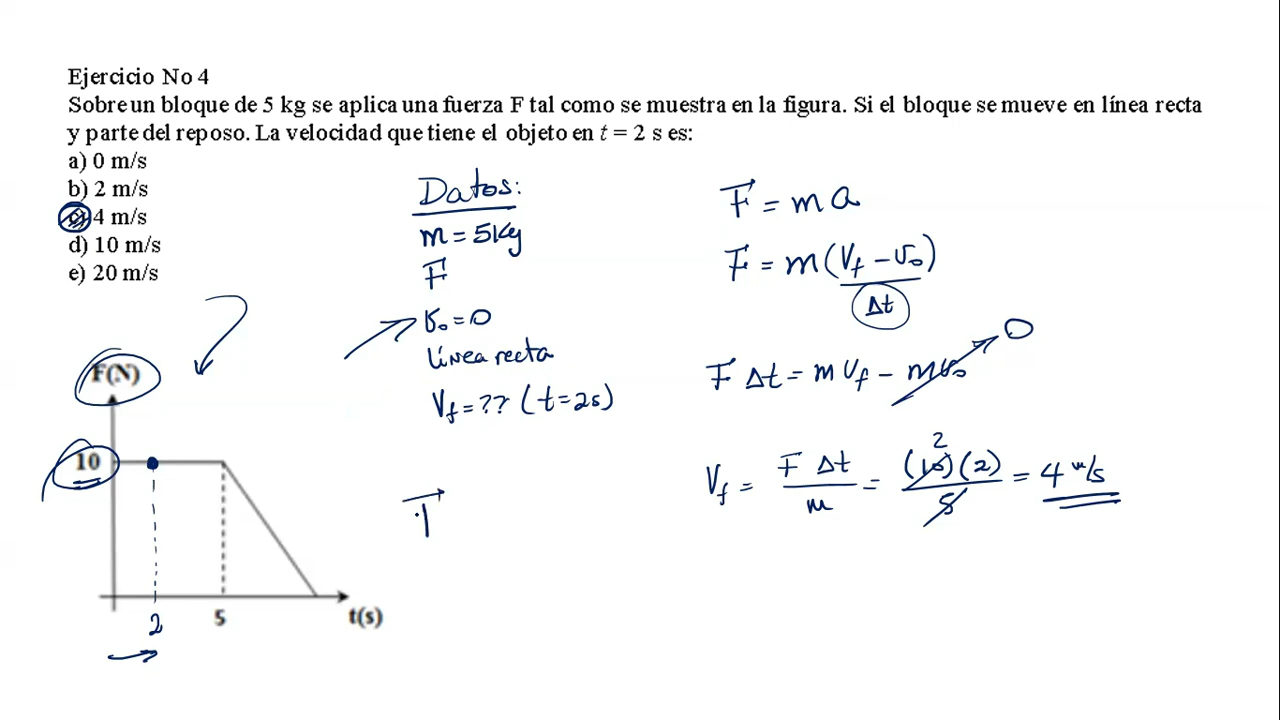 Ejercicio No 4
Sobre un bloque de 5 kg se aplica una fuerza F tal como se muestra en la figura. Si el bloque se mueve en línea recta
y parte del reposo. La velocidad que tiene el objeto en t = 2 s es:
a) 0 m/s
b) 2 m/s
c) 4 m/s
d) 10 m/s
e) 20 m/s
Datos:
m = 5Kg
F
v₀ = 0
línea recta
Vf = ?? (t=2s)
F = m a
F = m (Vf - v₀)
Δt
F Δt = m Vf - m v₀
0
Vf = F Δt / m = (10)(2) / 5 = 4 m/s
2
F(N)
10
2
5
t(s)